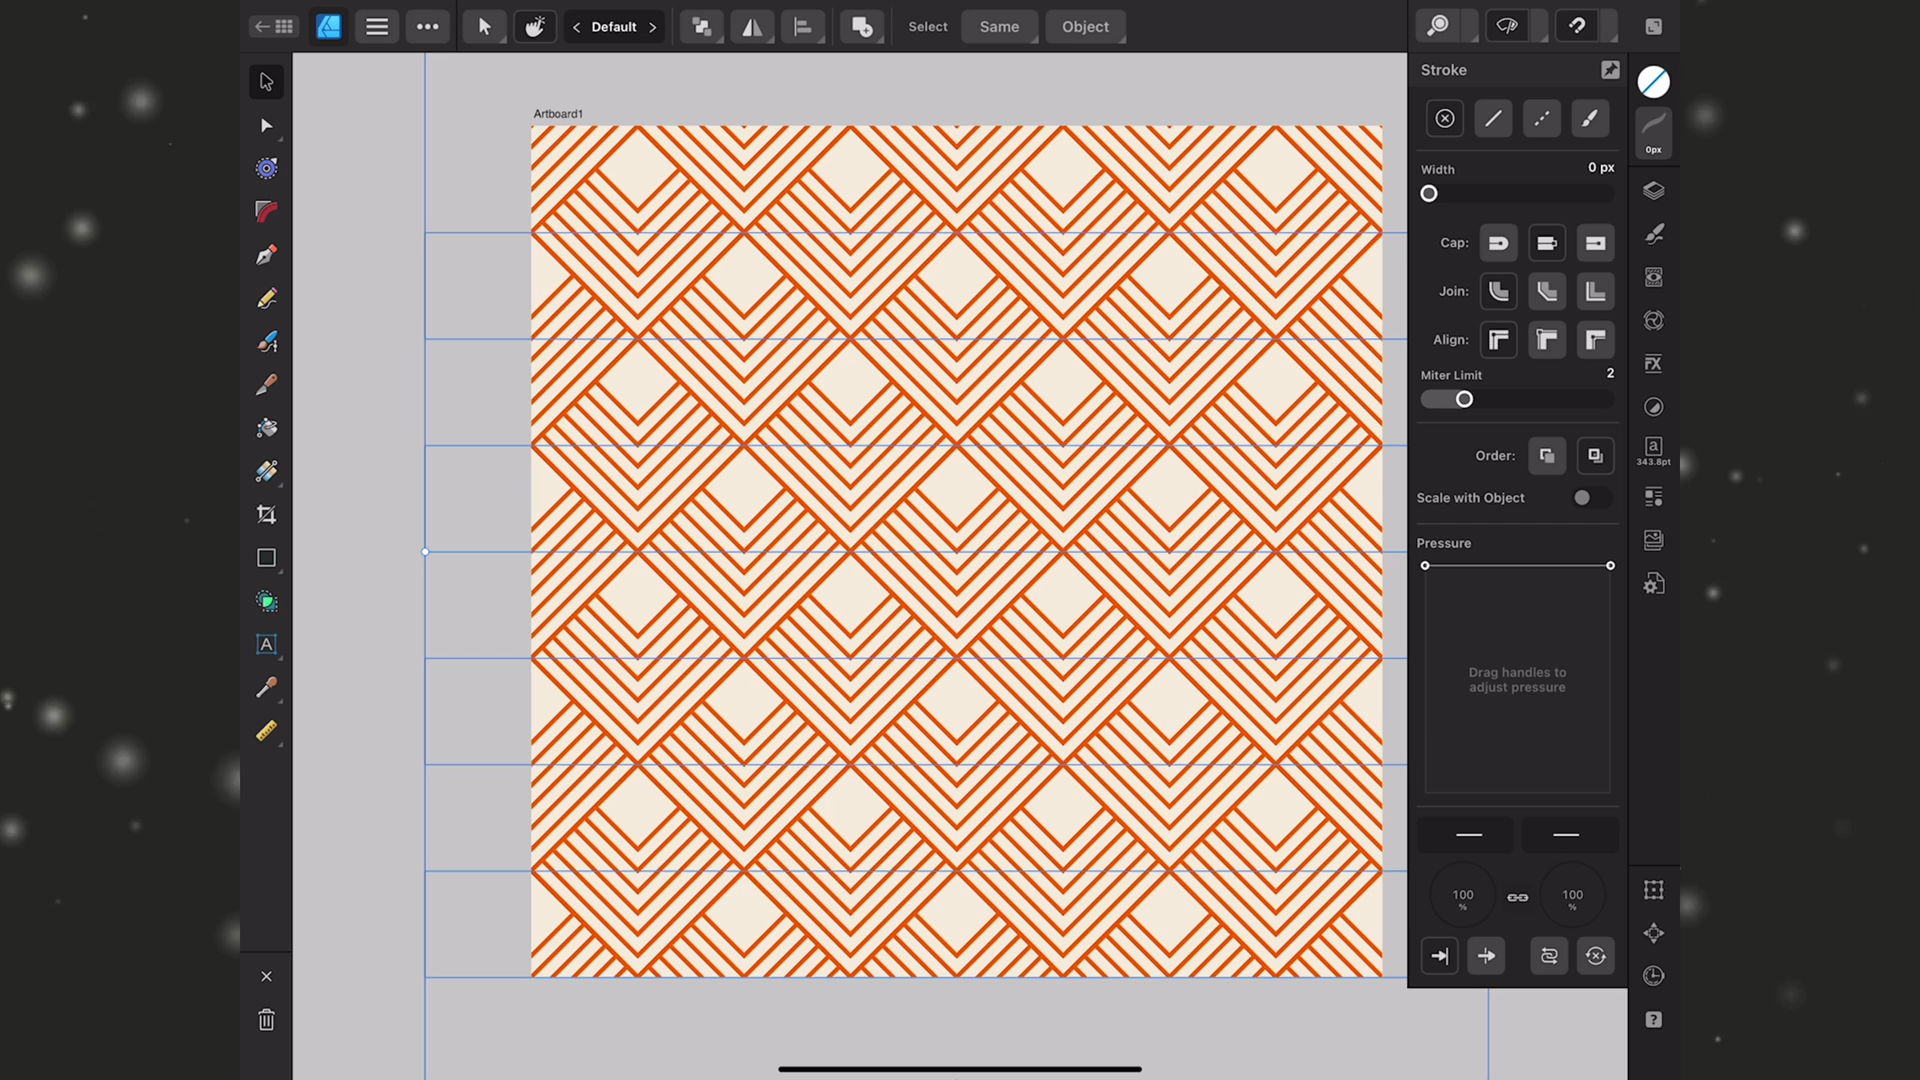 Default
Select
Same
Object
Stroke
0px
Artboard1
Width
0 px
Cap:
Join:
Align:
Miter Limit
2
Order:
a
343.8pt
Scale with Object
Pressure
A
Drag handles to
adjust pressure
100
%
100
%
?